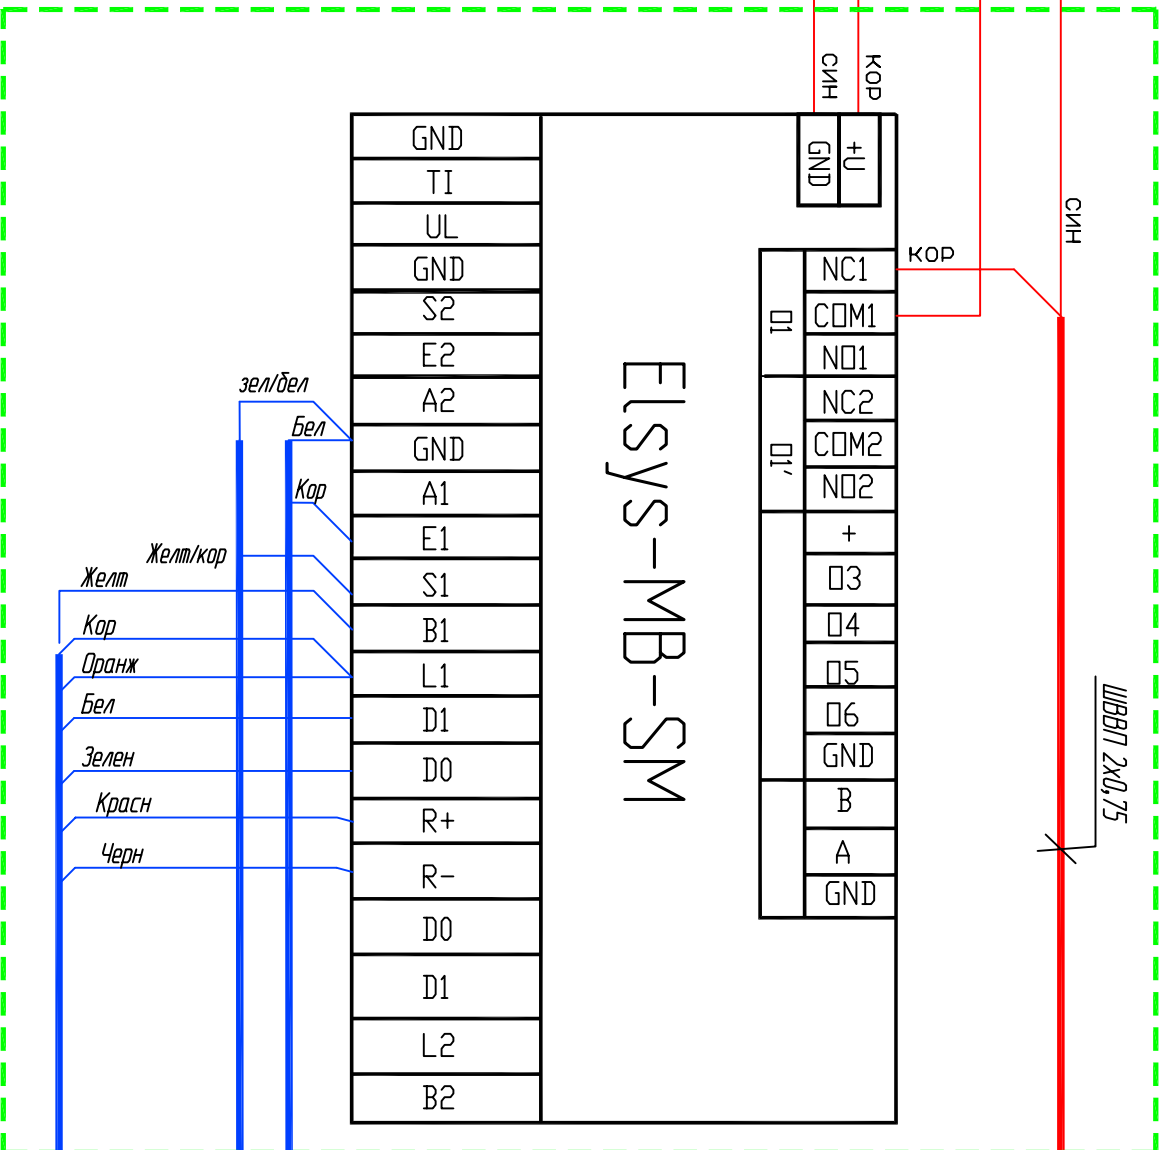 СИН
КОР
GND
+U
СИН
GND
TI
UL
GND
S2
E2
A2
GND
A1
E1
S1
B1
L1
D1
D0
R+
R-
D0
D1
L2
B2
зел/бел
Бел
Кор
Желт/кор
Желт
Кор
Оранж
Бел
Зелен
Красн
Черн
Elsys-MB-SM
КОР
O1
NC1
COM1
NO1
O1'
NC2
COM2
NO2
+
O3
O4
O5
O6
GND
B
A
GND
ШВВП 2х0,75